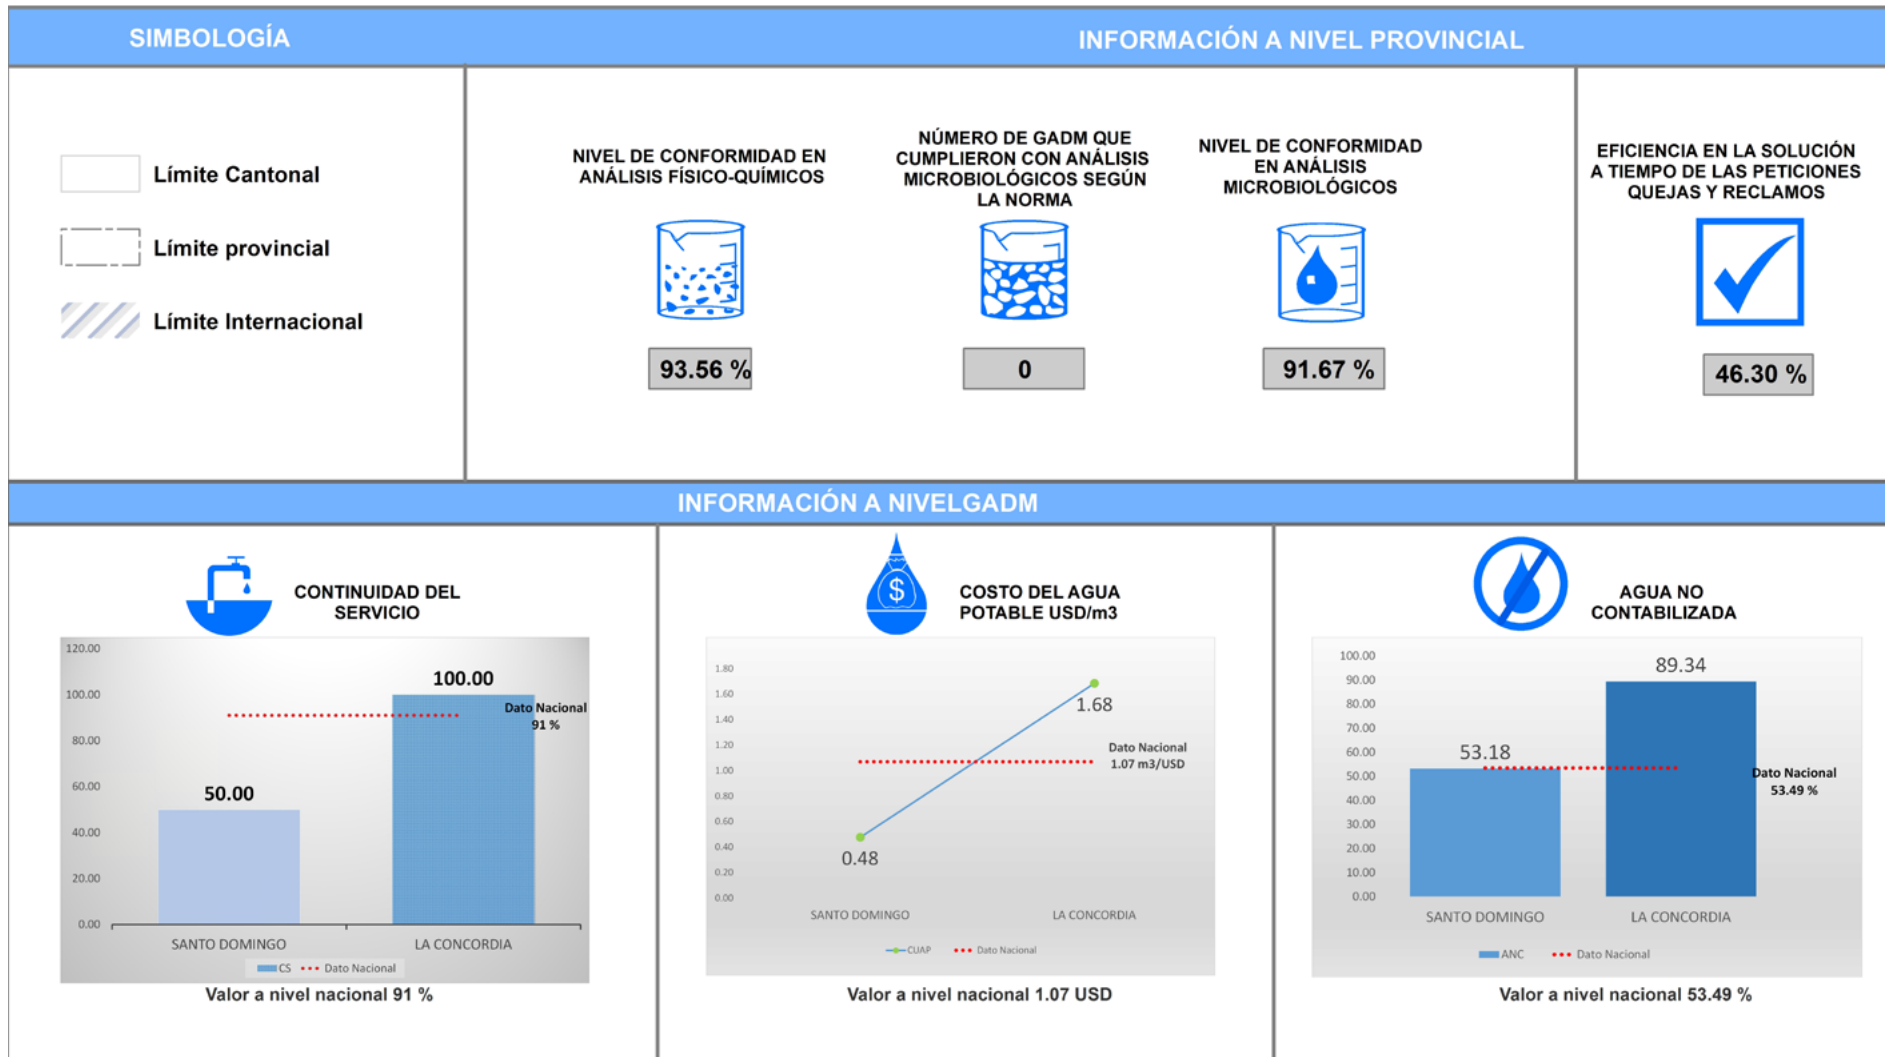 SIMBOLOGÍA
INFORMACIÓN A NIVEL PROVINCIAL
Límite Cantonal
Límite provincial
Límite Internacional
NIVEL DE CONFORMIDAD EN
ANÁLISIS FÍSICO-QUÍMICOS
93.56 %
NÚMERO DE GADM QUE
CUMPLIERON CON ANÁLISIS
MICROBIOLÓGICOS SEGÚN
LA NORMA
0
NIVEL DE CONFORMIDAD
EN ANÁLISIS
MICROBIOLÓGICOS
91.67 %
EFICIENCIA EN LA SOLUCIÓN
A TIEMPO DE LAS PETICIONES
QUEJAS Y RECLAMOS
46.30 %
INFORMACIÓN A NIVELGADM
CONTINUIDAD DEL
SERVICIO
120.00
100.00
80.00
60.00
40.00
20.00
0.00
50.00
100.00
Dato Nacional
91 %
SANTO DOMINGO
LA CONCORDIA
CS
Dato Nacional
Valor a nivel nacional 91 %
$
COSTO DEL AGUA
POTABLE USD/m3
1.80
1.60
1.40
1.20
1.00
0.80
0.60
0.40
0.20
0.00
0.48
1.68
Dato Nacional
1.07 m3/USD
SANTO DOMINGO
LA CONCORDIA
CUAP
Dato Nacional
Valor a nivel nacional 1.07 USD
AGUA NO
CONTABILIZADA
100.00
90.00
80.00
70.00
60.00
50.00
40.00
30.00
20.00
10.00
0.00
53.18
89.34
Dato Nacional
53.49 %
SANTO DOMINGO
LA CONCORDIA
ANC
Dato Nacional
Valor a nivel nacional 53.49 %